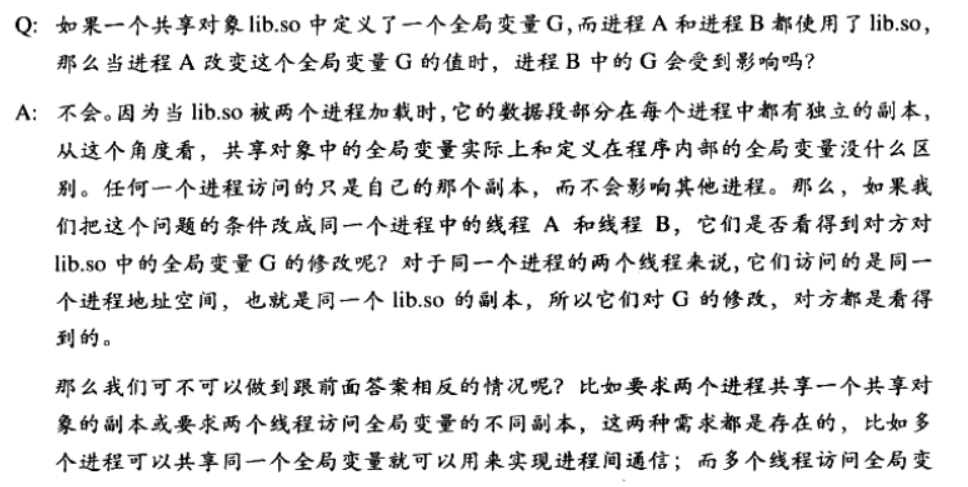 Q: 如果一个共享对象 lib.so 中定义了一个全局变量 G,而进程 A 和进程 B 都使用了 lib.so,
那么当进程 A 改变这个全局变量 G 的值时，进程 B 中的 G 会受到影响吗？
A: 不会。因为当 lib.so 被两个进程加载时,它的数据段部分在每个进程中都有独立的副本,
从这个角度看，共享对象中的全局变量实际上和定义在程序内部的全局变量没什么区
别。任何一个进程访问的只是自己的那个副本，而不会影响其他进程。那么，如果我
们把这个问题的条件改成同一个进程中的线程 A 和线程 B，它们是否看得到对方对
lib.so 中的全局变量 G 的修改呢？对于同一个进程的两个线程来说,它们访问的是同一
个进程地址空间，也就是同一个 lib.so 的副本，所以它们对 G 的修改，对方都是看得
到的。
那么我们可不可以做到跟前面答案相反的情况呢？比如要求两个进程共享一个共享对
象的副本或要求两个线程访问全局变量的不同副本，这两种需求都是存在的，比如多
个进程可以共享同一个全局变量就可以用来实现进程间通信；而多个线程访问全局变